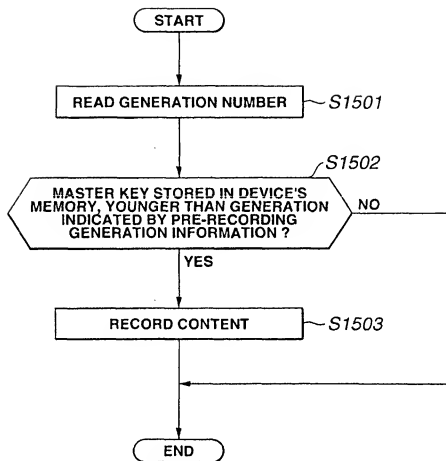 START
READ GENERATION NUMBER
S1501
S1502
MASTER KEY STORED IN DEVICE'S
MEMORY, YOUNGER THAN GENERATION
INDICATED BY PRE-RECORDING
GENERATION INFORMATION ?
NO
YES
RECORD CONTENT
S1503
END